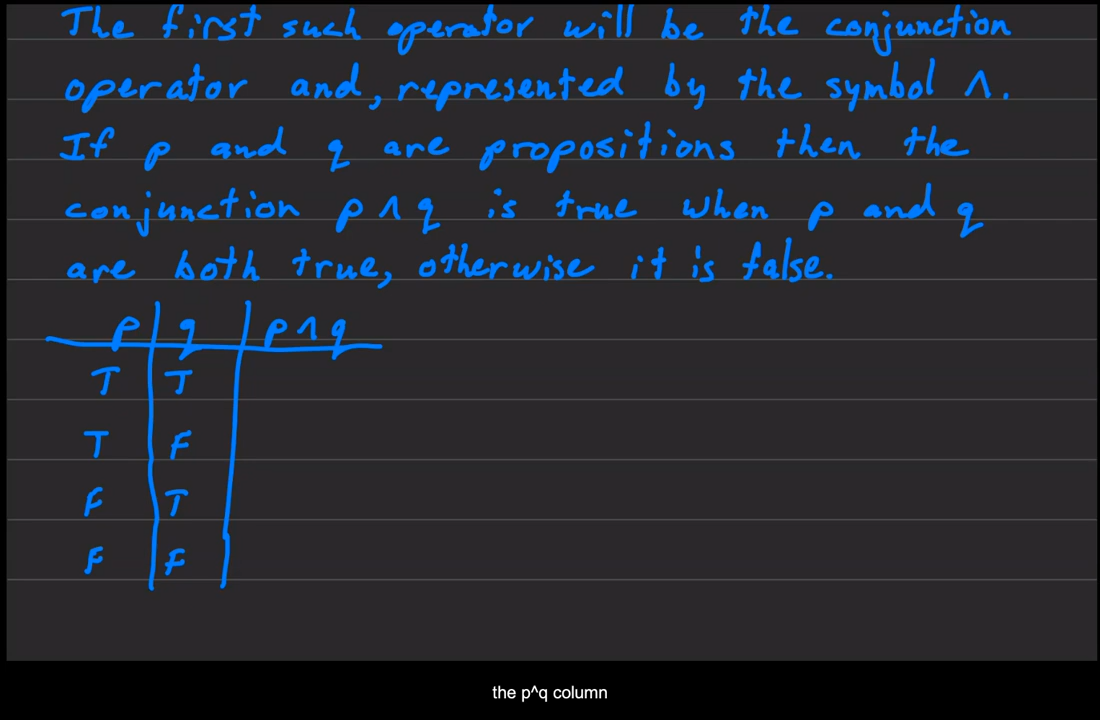 The first such operator will be the conjunction
operator and, represented by the symbol ∧.
If p and q are propositions then the
conjunction p ∧ q is true when p and q
are both true, otherwise it is false.
p q p ∧ q
T T
T F
F T
F F
the p^q column